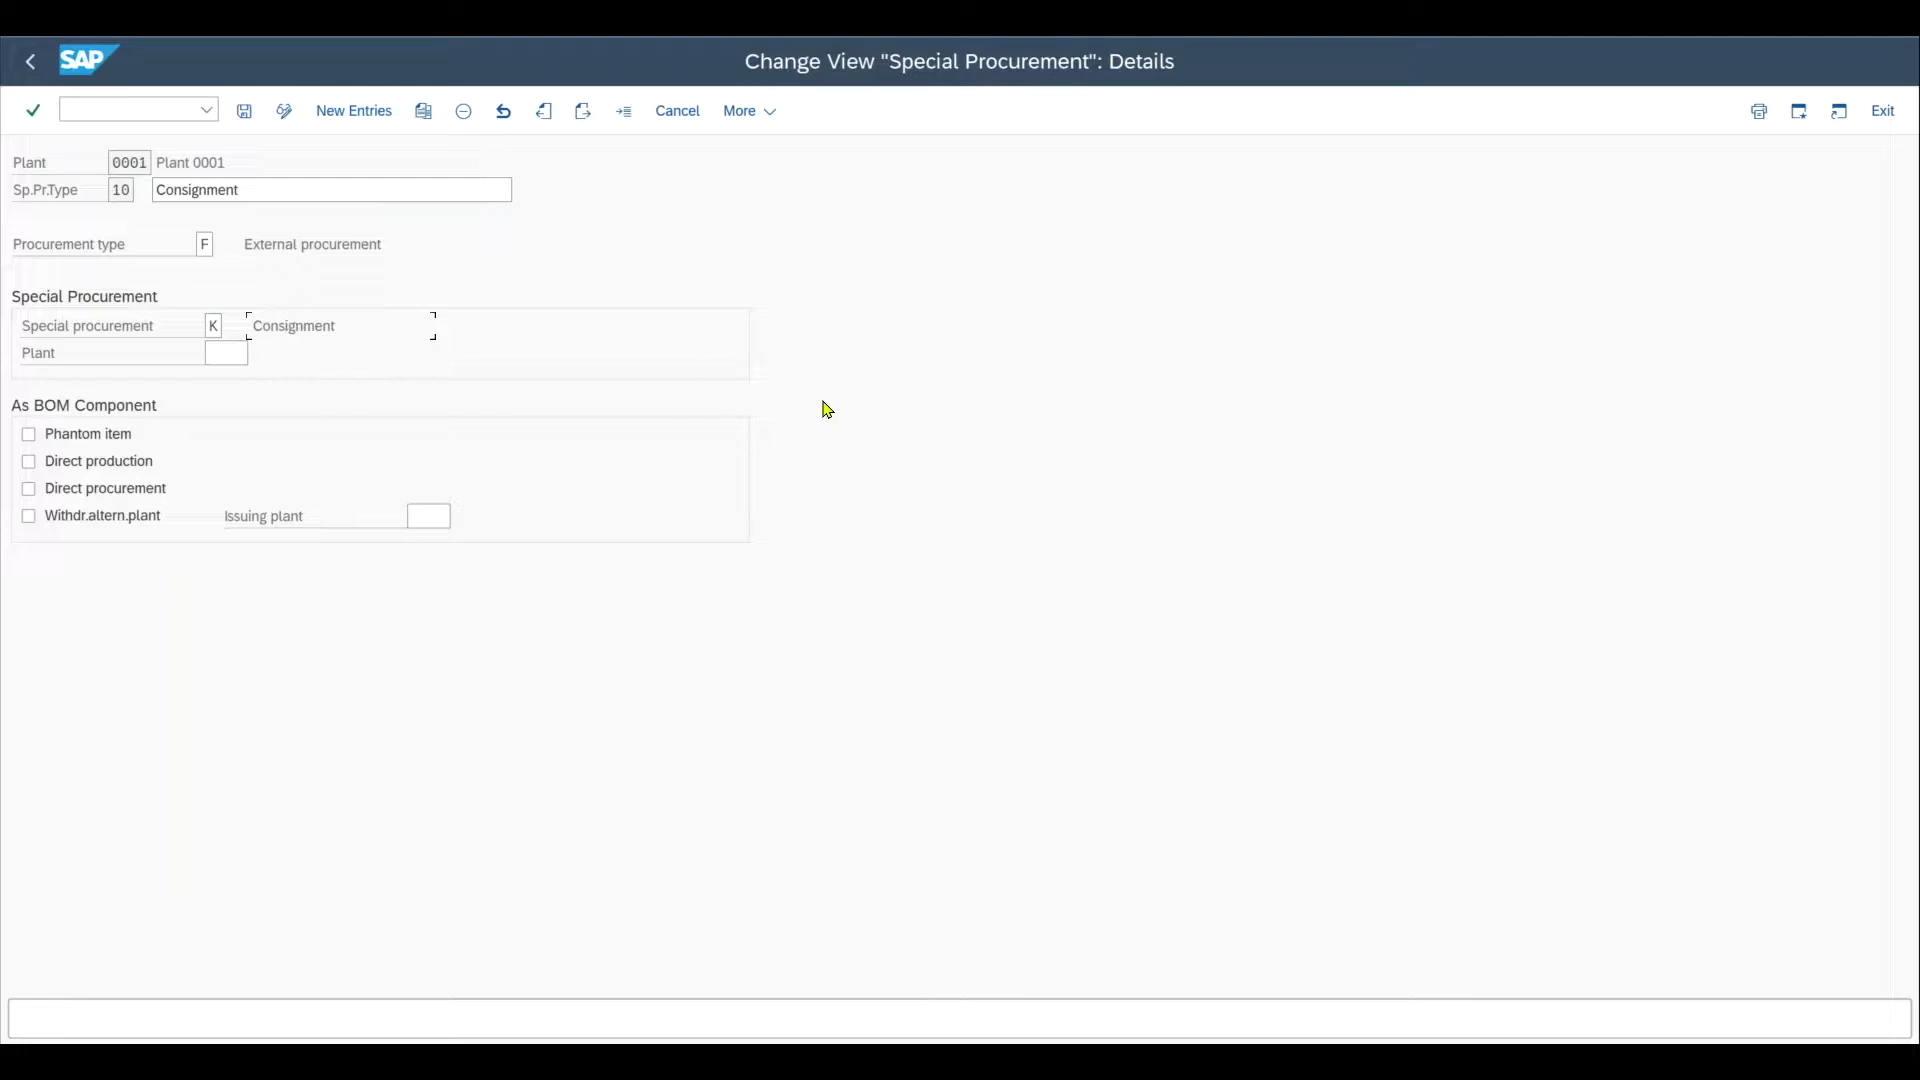 SAP Change View "Special Procurement": Details
New Entries Cancel More Exit
Plant 0001 Plant 0001
Sp.Pr.Type 10 Consignment
Procurement type F External procurement
Special Procurement
Special procurement K Consignment
Plant
As BOM Component
Phantom item
Direct production
Direct procurement
Withdr.altern.plant Issuing plant